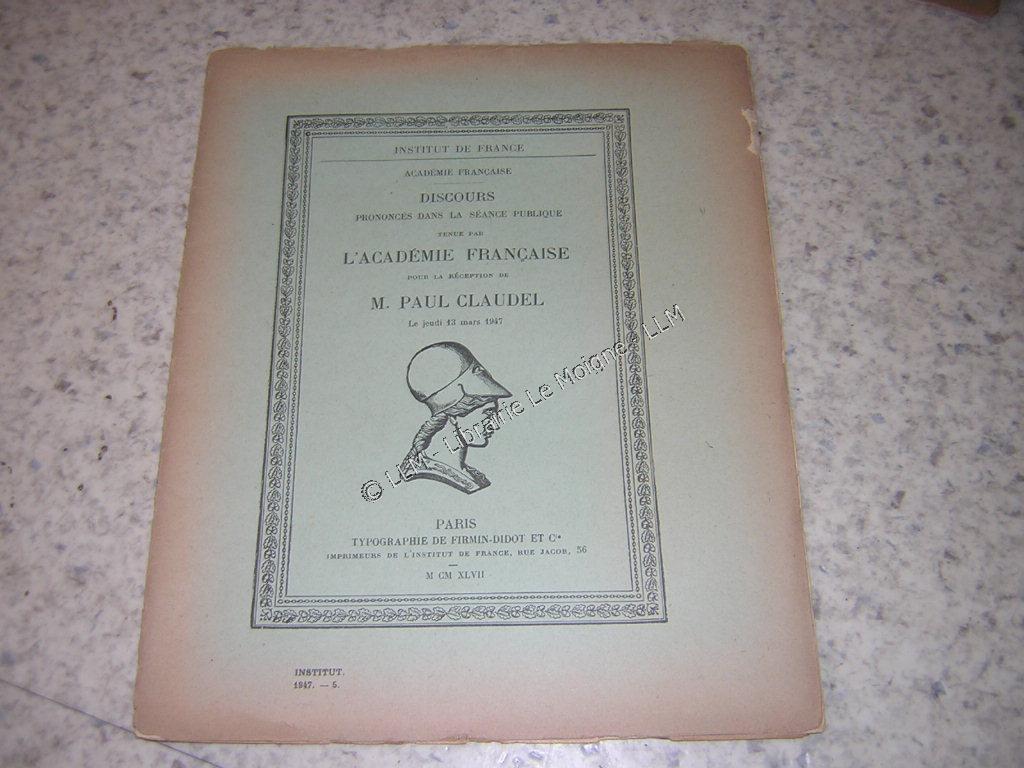 INSTITUT DE FRANCE
ACADÉMIE FRANÇAISE
DISCOURS
PRONONCÉS DANS LA SÉANCE PUBLIQUE
TENUE PAR
L'ACADÉMIE FRANÇAISE
POUR LA RÉCEPTION DE
M. PAUL CLAUDEL
Le jeudi 13 mars 1947
© LLM - Librairie Le Moigne - LLM
PARIS
TYPOGRAPHIE DE FIRMIN-DIDOT ET Cie
IMPRIMEURS DE L'INSTITUT DE FRANCE, RUE JACOB, 56
M CM XLVII
INSTITUT.
1947. — 5.